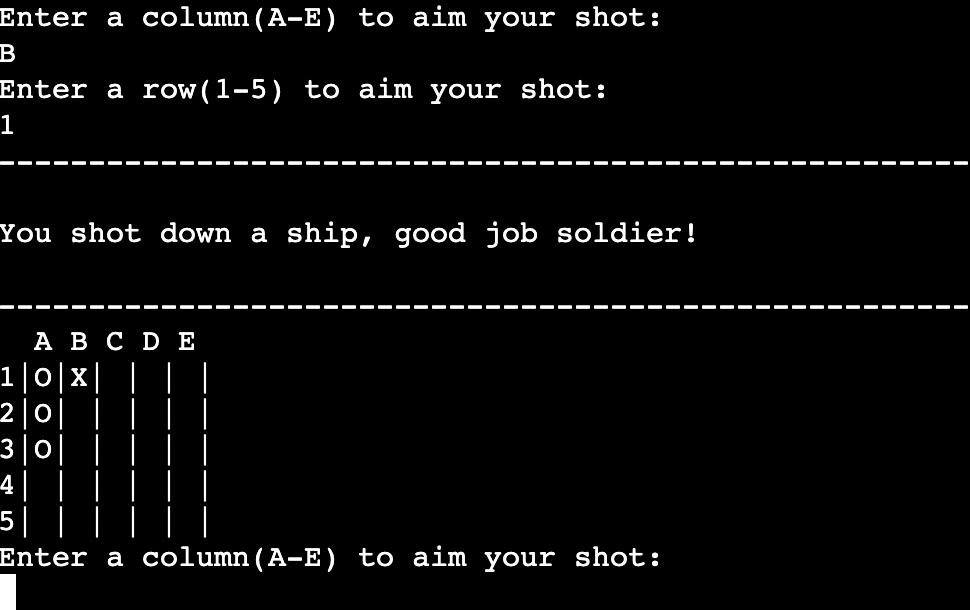 Enter a column(A-E) to aim your shot:
B
Enter a row(1-5) to aim your shot:
1
------------------------------------------------------
You shot down a ship, good job soldier!
------------------------------------------------------
  A B C D E
1|O|X| | | |
2|O| | | | |
3|O| | | | |
4| | | | | |
5| | | | | |
Enter a column(A-E) to aim your shot: